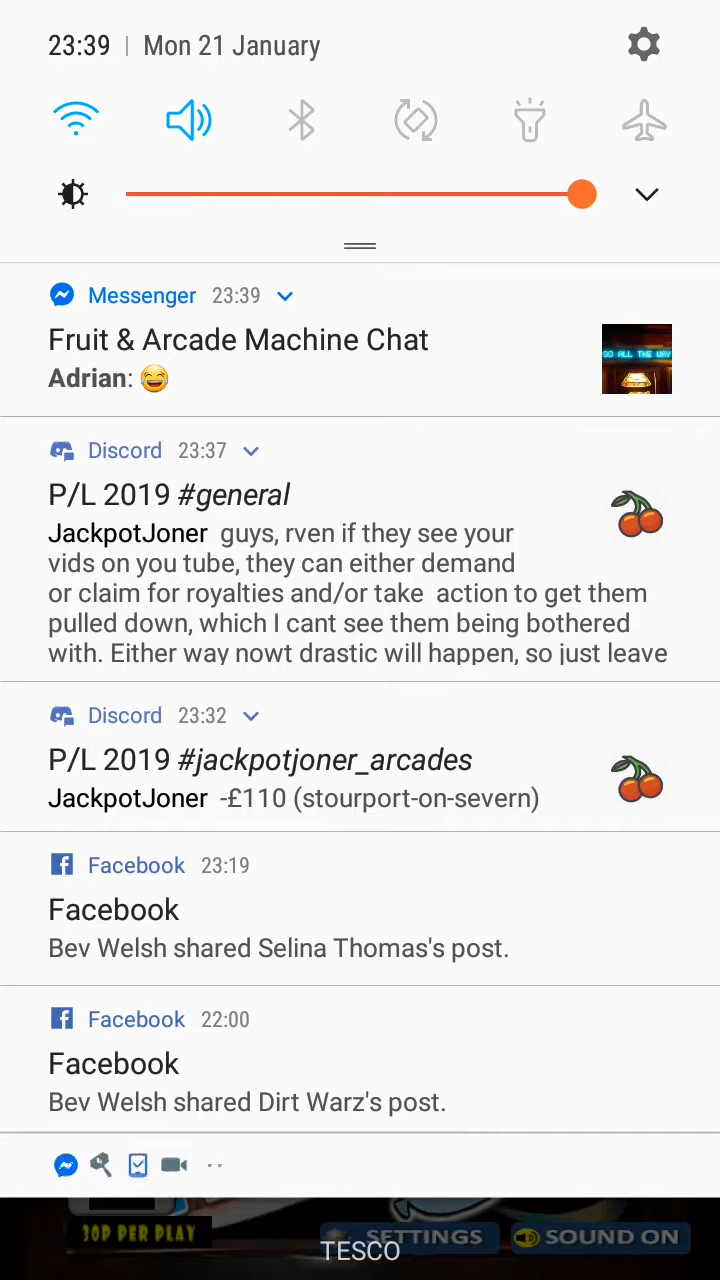 23:39 | Mon 21 January
Messenger 23:39
Fruit & Arcade Machine Chat
GO ALL THE WAY
Adrian: 😂
Discord 23:37
P/L 2019 #general
JackpotJoner guys, rven if they see your
vids on you tube, they can either demand
or claim for royalties and/or take action to get them
pulled down, which I cant see them being bothered
with. Either way nowt drastic will happen, so just leave
Discord 23:32
P/L 2019 #jackpotjoner_arcades
JackpotJoner -£110 (stourport-on-severn)
Facebook 23:19
Facebook
Bev Welsh shared Selina Thomas's post.
Facebook 22:00
Facebook
Bev Welsh shared Dirt Warz's post.
30P PER PLAY
SETTINGS
SOUND ON
TESCO